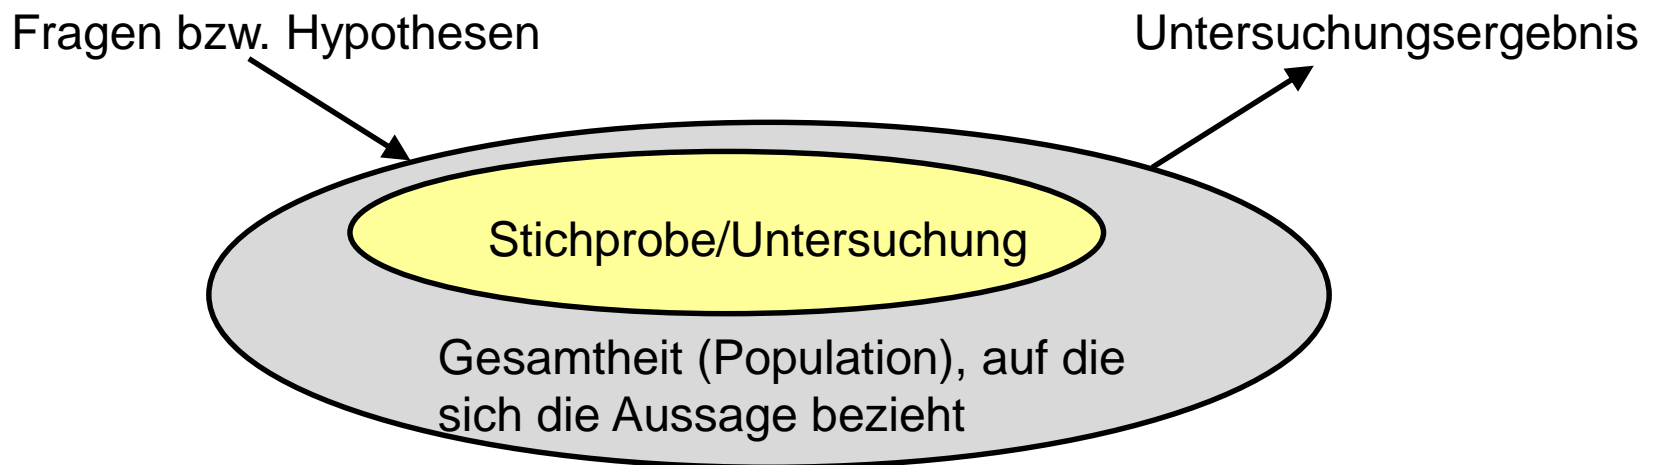 Fragen bzw. Hypothesen
Untersuchungsergebnis
Stichprobe/Untersuchung
Gesamtheit (Population), auf die
sich die Aussage bezieht